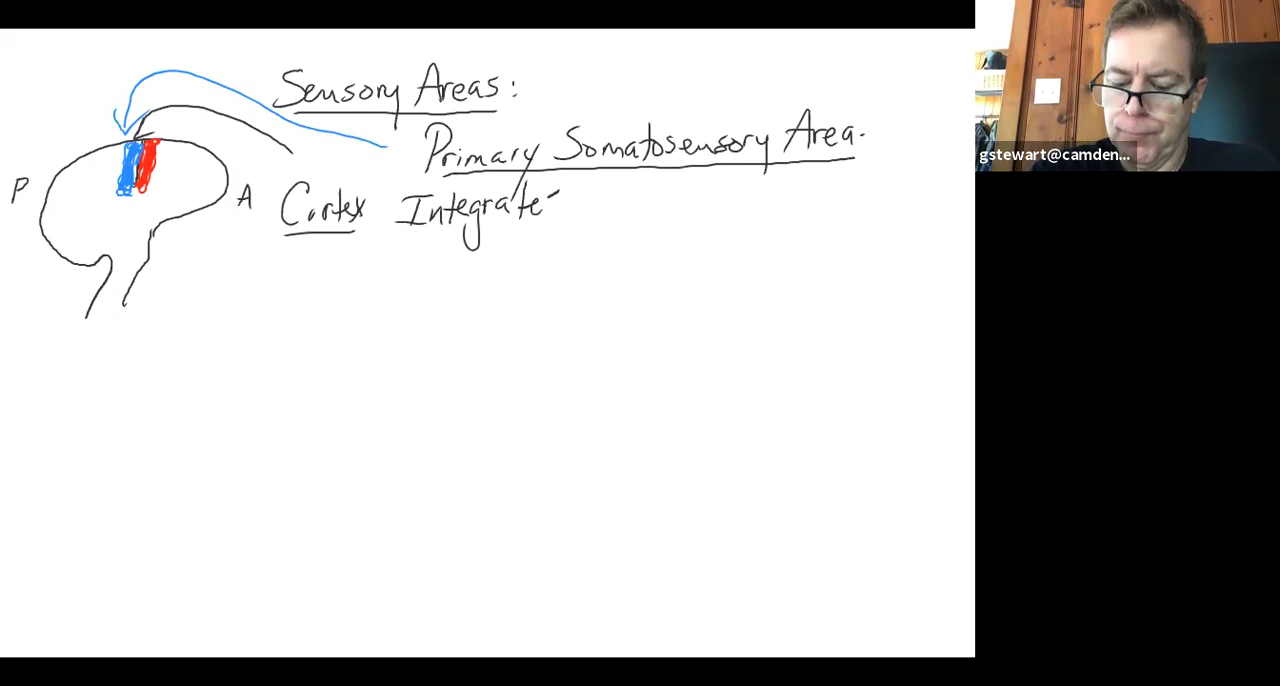 Sensory Areas:
Primary Somatosensory Area.
P
A
Cortex Integrate
gstewart@camden...